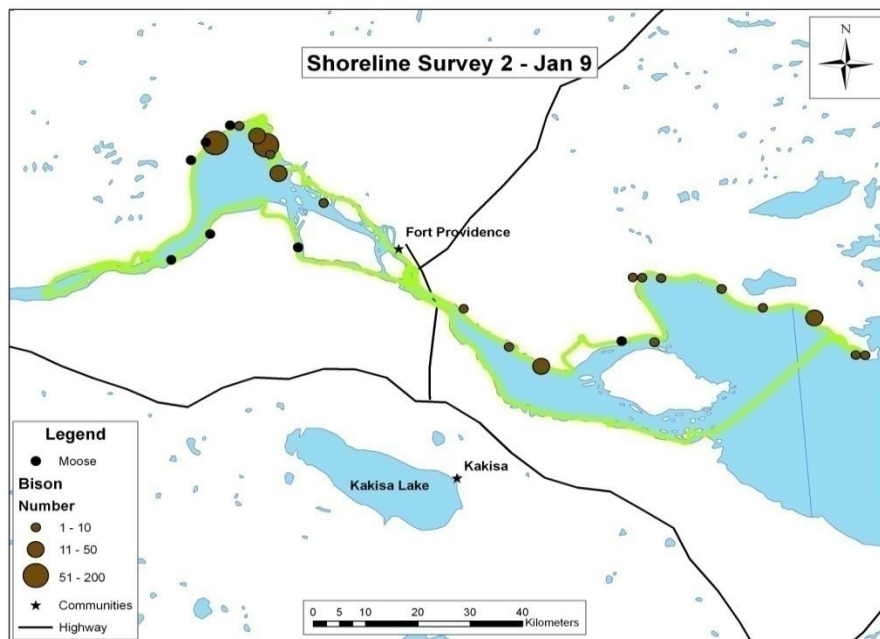 Shoreline Survey 2 - Jan 9
N
Fort Providence
Kakisa
Kakisa Lake
Legend
Moose
Bison
Number
1 - 10
11 - 50
51 - 200
Communities
Highway
0 5 10 20 30 40
Kilometers